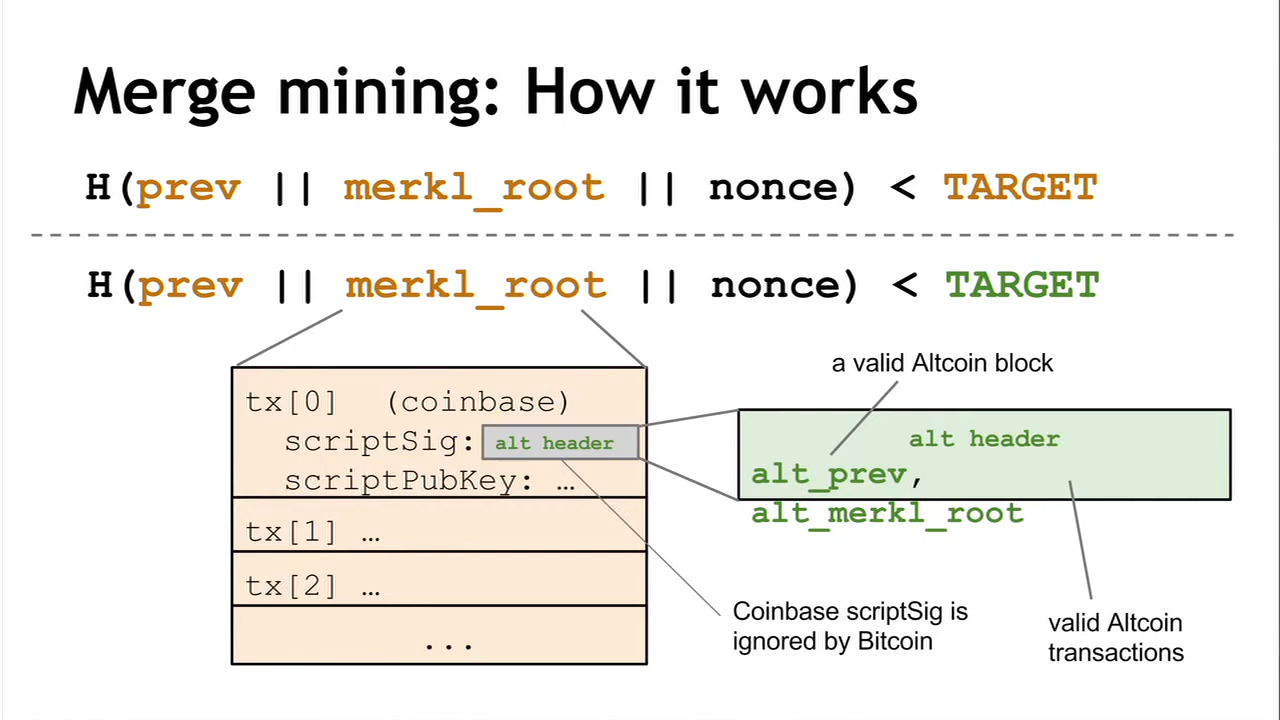 Merge mining: How it works
H(prev || merkl_root || nonce) < TARGET
H(prev || merkl_root || nonce) < TARGET
tx[0] (coinbase)
scriptSig: alt header
scriptPubKey: …
tx[1] …
tx[2] …
...
a valid Altcoin block
alt header
alt_prev,
alt_merkl_root
Coinbase scriptSig is
ignored by Bitcoin
valid Altcoin
transactions